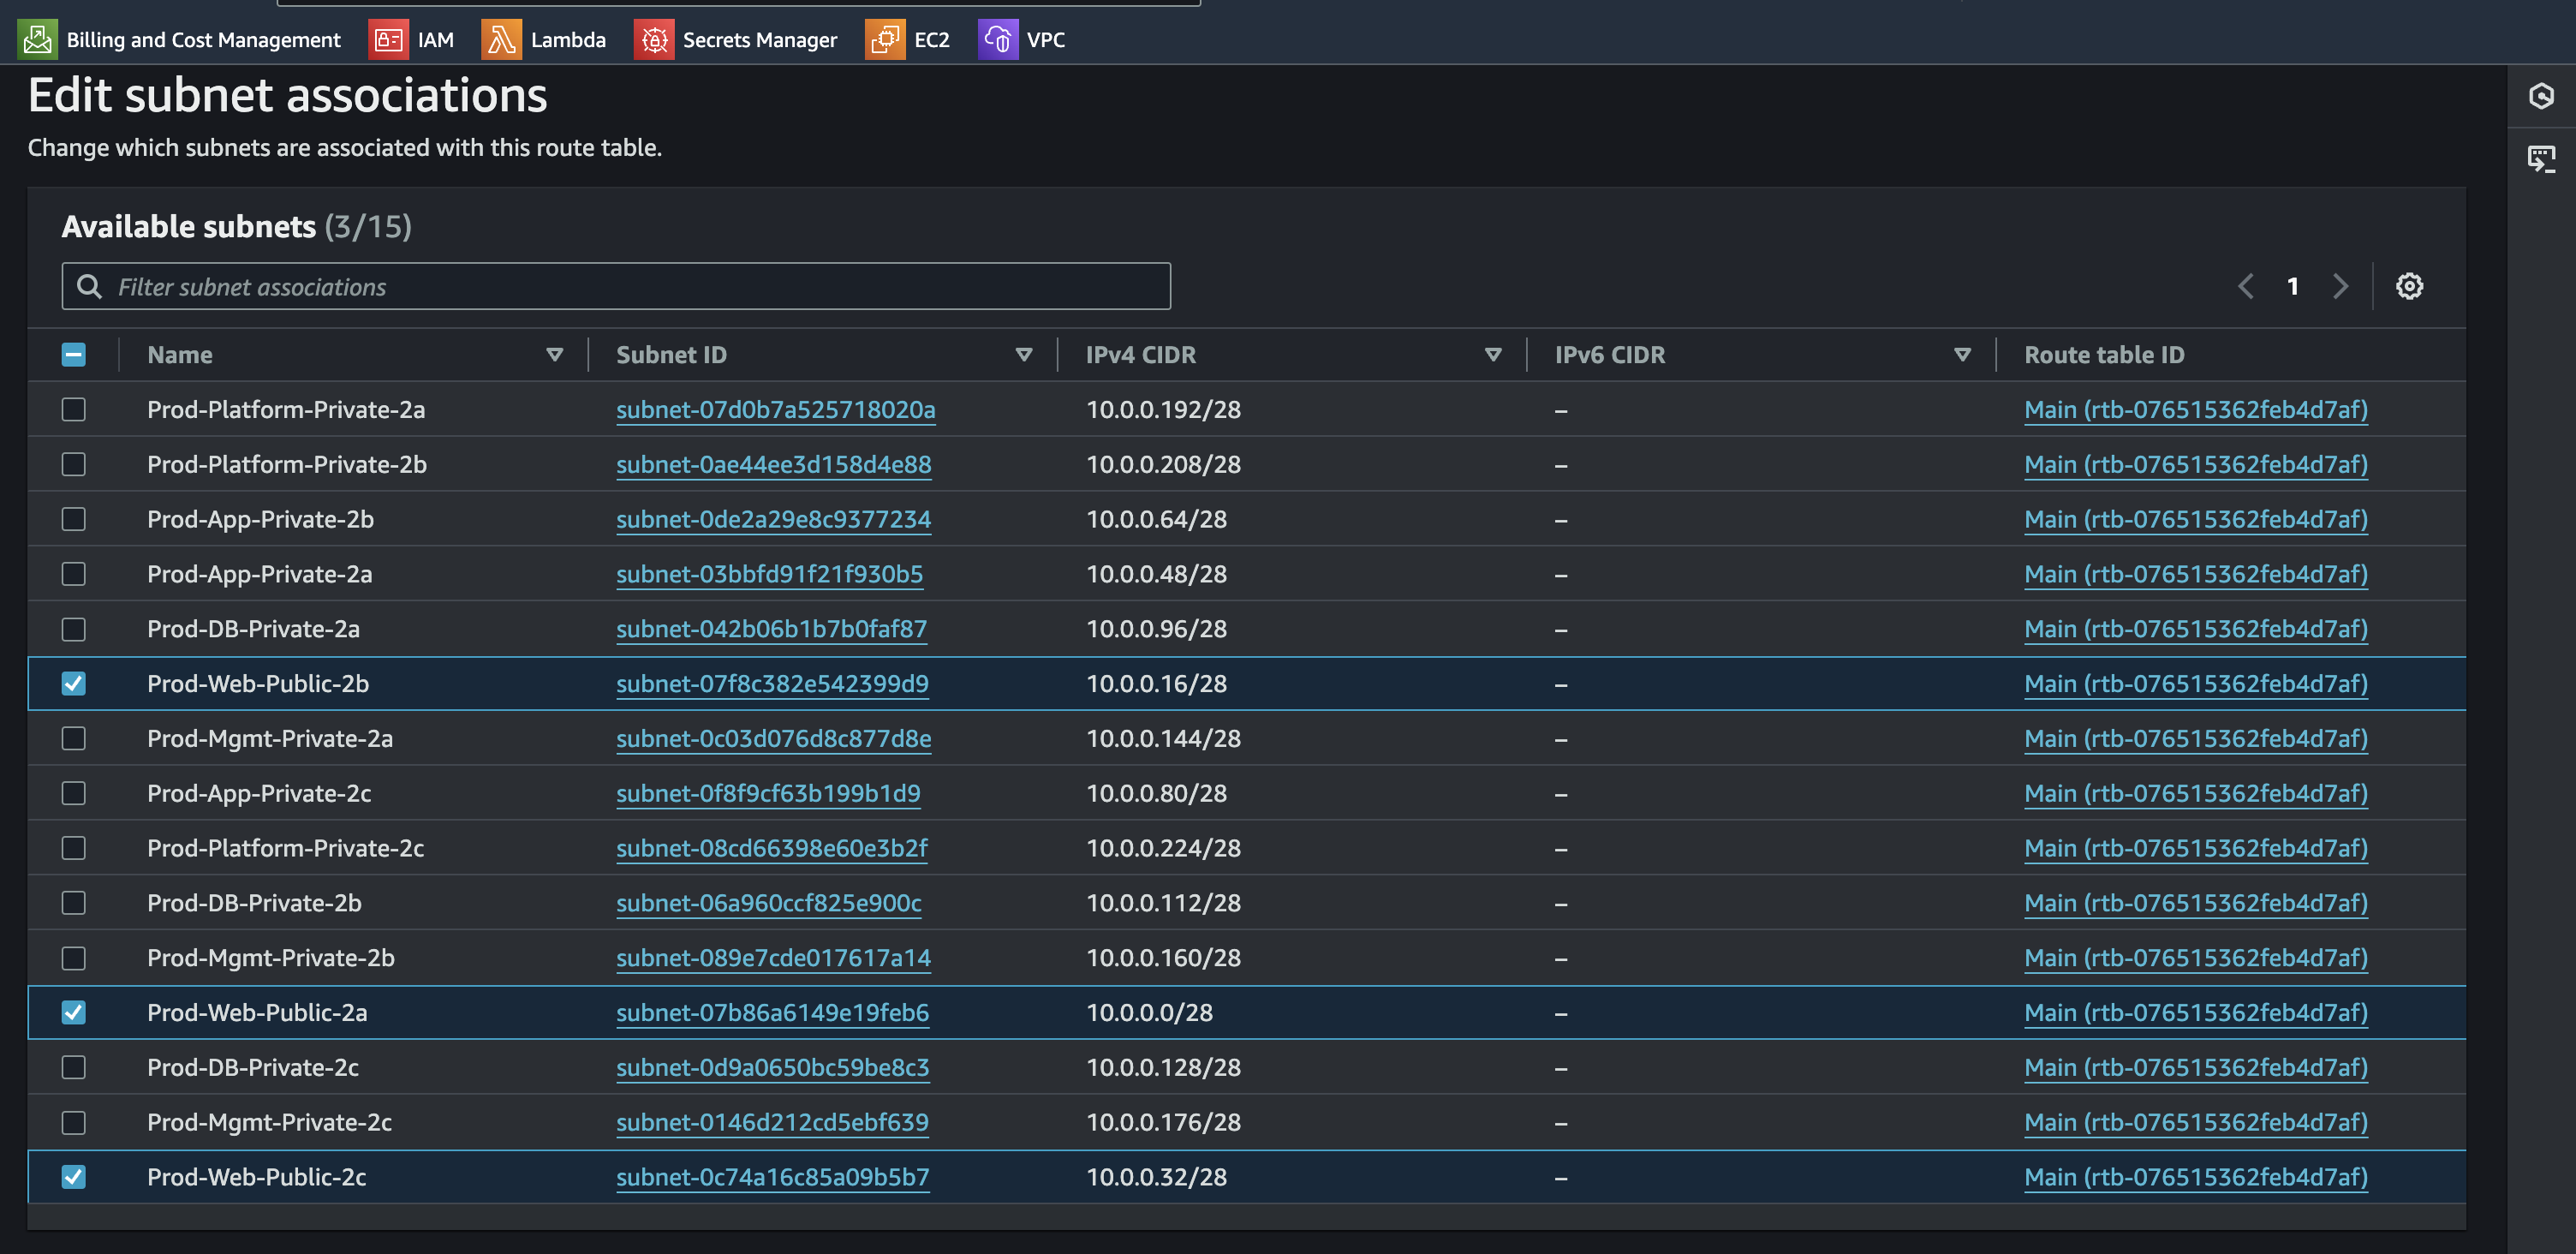 Billing and Cost Management IAM Lambda Secrets Manager EC2 VPC
Edit subnet associations
Change which subnets are associated with this route table.
Available subnets (3/15)
Filter subnet associations 1
Name Subnet ID IPv4 CIDR IPv6 CIDR Route table ID
Prod-Platform-Private-2a subnet-07d0b7a525718020a 10.0.0.192/28 – Main (rtb-076515362feb4d7af)
Prod-Platform-Private-2b subnet-0ae44ee3d158d4e88 10.0.0.208/28 – Main (rtb-076515362feb4d7af)
Prod-App-Private-2b subnet-0de2a29e8c9377234 10.0.0.64/28 – Main (rtb-076515362feb4d7af)
Prod-App-Private-2a subnet-03bbfd91f21f930b5 10.0.0.48/28 – Main (rtb-076515362feb4d7af)
Prod-DB-Private-2a subnet-042b06b1b7b0faf87 10.0.0.96/28 – Main (rtb-076515362feb4d7af)
Prod-Web-Public-2b subnet-07f8c382e542399d9 10.0.0.16/28 – Main (rtb-076515362feb4d7af)
Prod-Mgmt-Private-2a subnet-0c03d076d8c877d8e 10.0.0.144/28 – Main (rtb-076515362feb4d7af)
Prod-App-Private-2c subnet-0f8f9cf63b199b1d9 10.0.0.80/28 – Main (rtb-076515362feb4d7af)
Prod-Platform-Private-2c subnet-08cd66398e60e3b2f 10.0.0.224/28 – Main (rtb-076515362feb4d7af)
Prod-DB-Private-2b subnet-06a960ccf825e900c 10.0.0.112/28 – Main (rtb-076515362feb4d7af)
Prod-Mgmt-Private-2b subnet-089e7cde017617a14 10.0.0.160/28 – Main (rtb-076515362feb4d7af)
Prod-Web-Public-2a subnet-07b86a6149e19feb6 10.0.0.0/28 – Main (rtb-076515362feb4d7af)
Prod-DB-Private-2c subnet-0d9a0650bc59be8c3 10.0.0.128/28 – Main (rtb-076515362feb4d7af)
Prod-Mgmt-Private-2c subnet-0146d212cd5ebf639 10.0.0.176/28 – Main (rtb-076515362feb4d7af)
Prod-Web-Public-2c subnet-0c74a16c85a09b5b7 10.0.0.32/28 – Main (rtb-076515362feb4d7af)